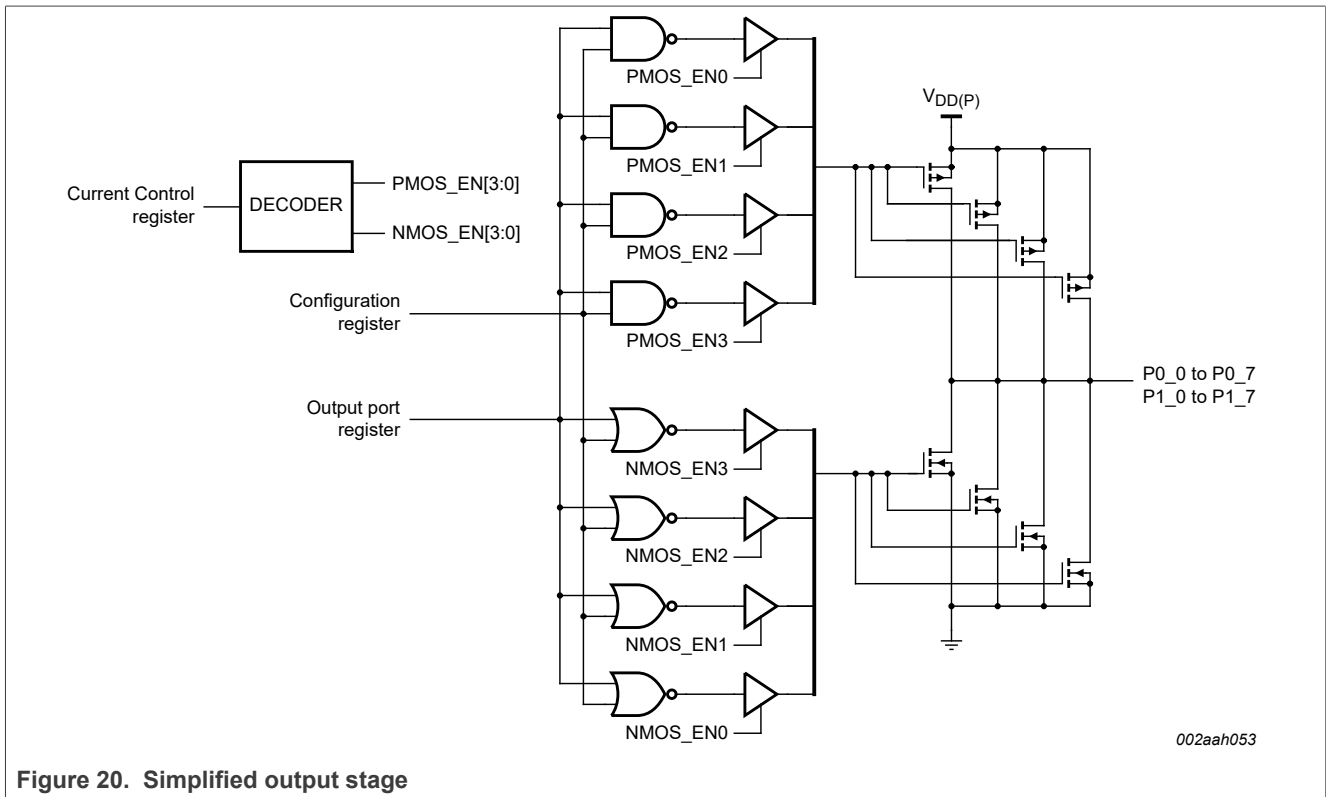 PMOS_EN0
V_DD(P)
PMOS_EN1
PMOS_EN[3:0]
Current Control
register
DECODER
NMOS_EN[3:0]
PMOS_EN2
Configuration
register
PMOS_EN3
P0_0 to P0_7
P1_0 to P1_7
Output port
register
NMOS_EN3
NMOS_EN2
NMOS_EN1
NMOS_EN0
002aah053
Figure 20. Simplified output stage